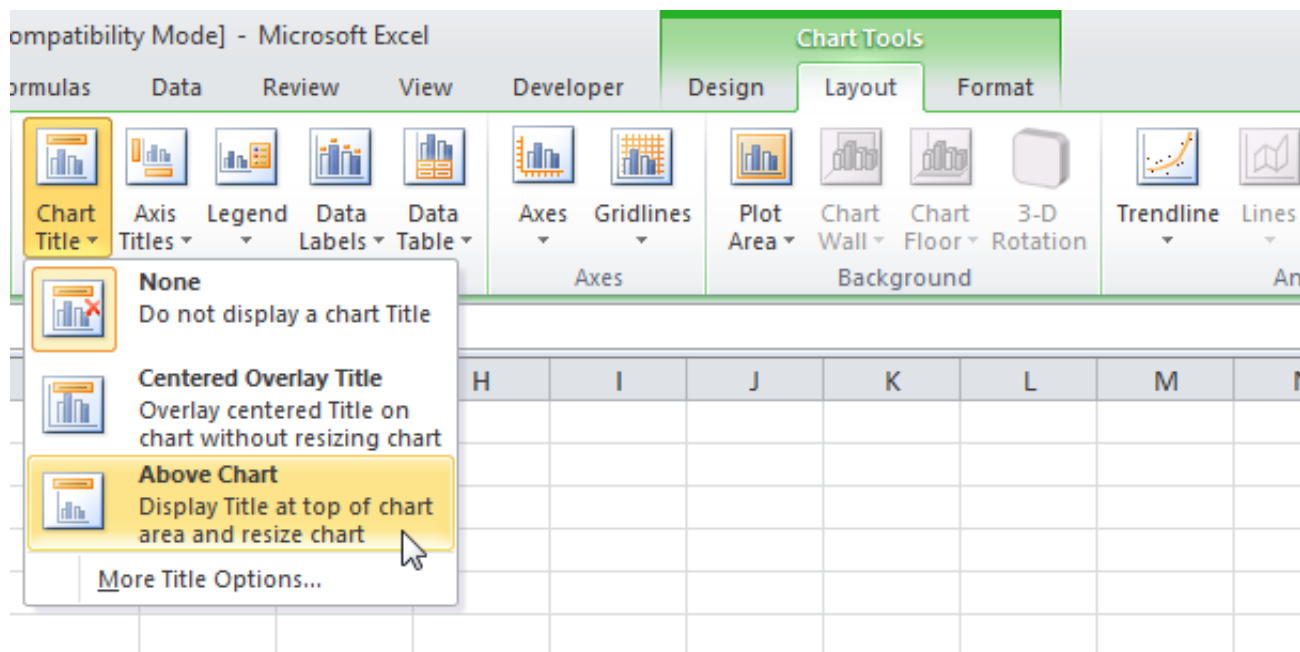 ompatibility Mode] - Microsoft Excel
Chart Tools
ormulas Data Review View Developer Design Layout Format
Chart Axis Legend Data Data Axes Gridlines Plot Chart Chart 3-D Trendline Lines
Title Titles Labels Table Area Wall Floor Rotation
Axes Background An
None
Do not display a chart Title
Centered Overlay Title
Overlay centered Title on
chart without resizing chart
Above Chart
Display Title at top of chart
area and resize chart
More Title Options...
H I J K L M